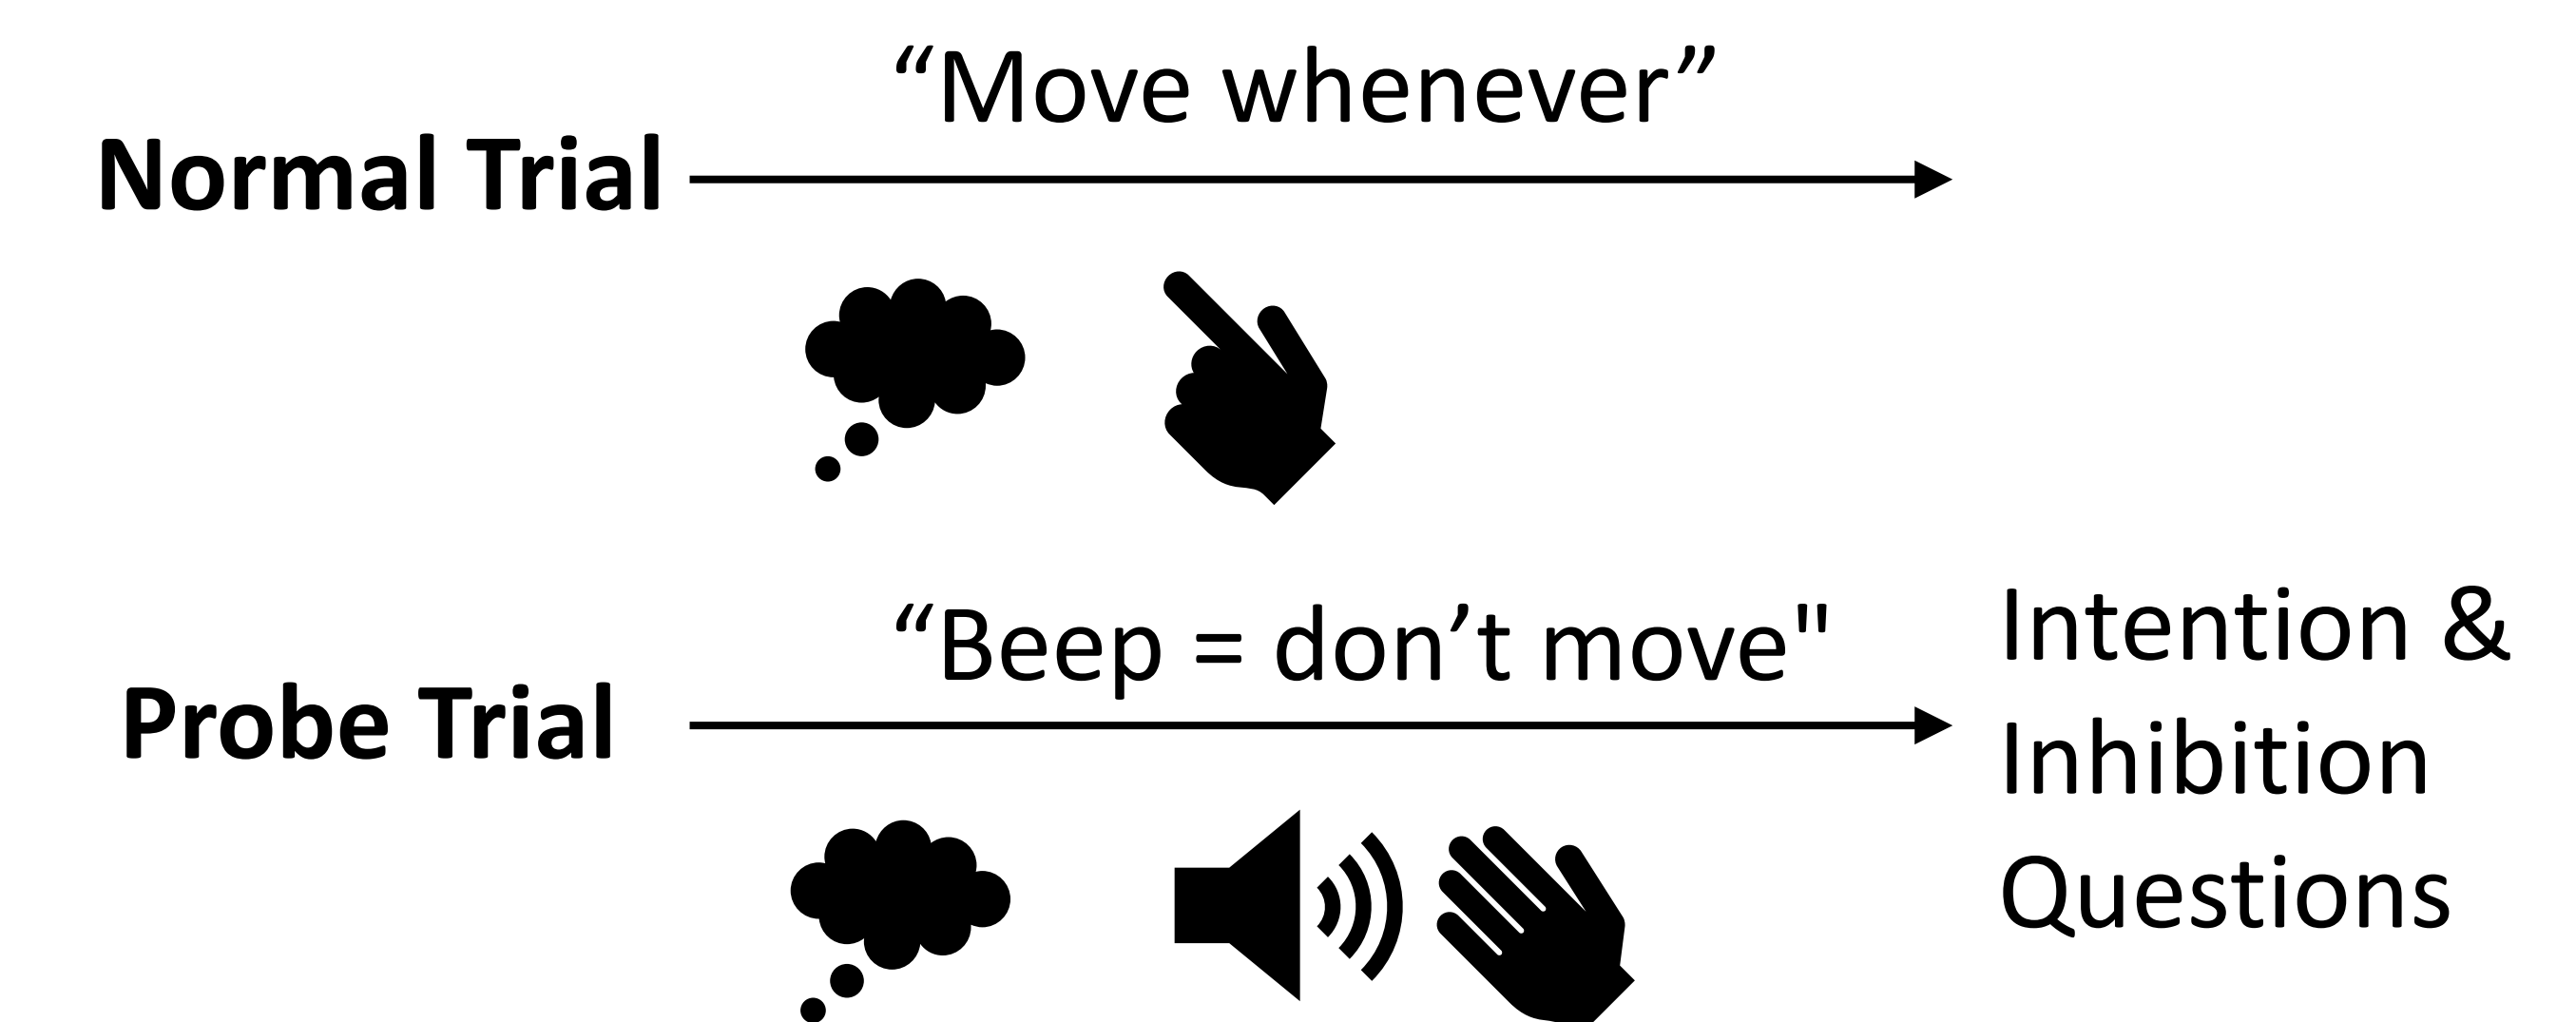 “Move whenever”
Normal Trial
“Beep = don’t move"
Probe Trial
Intention &
Inhibition
Questions